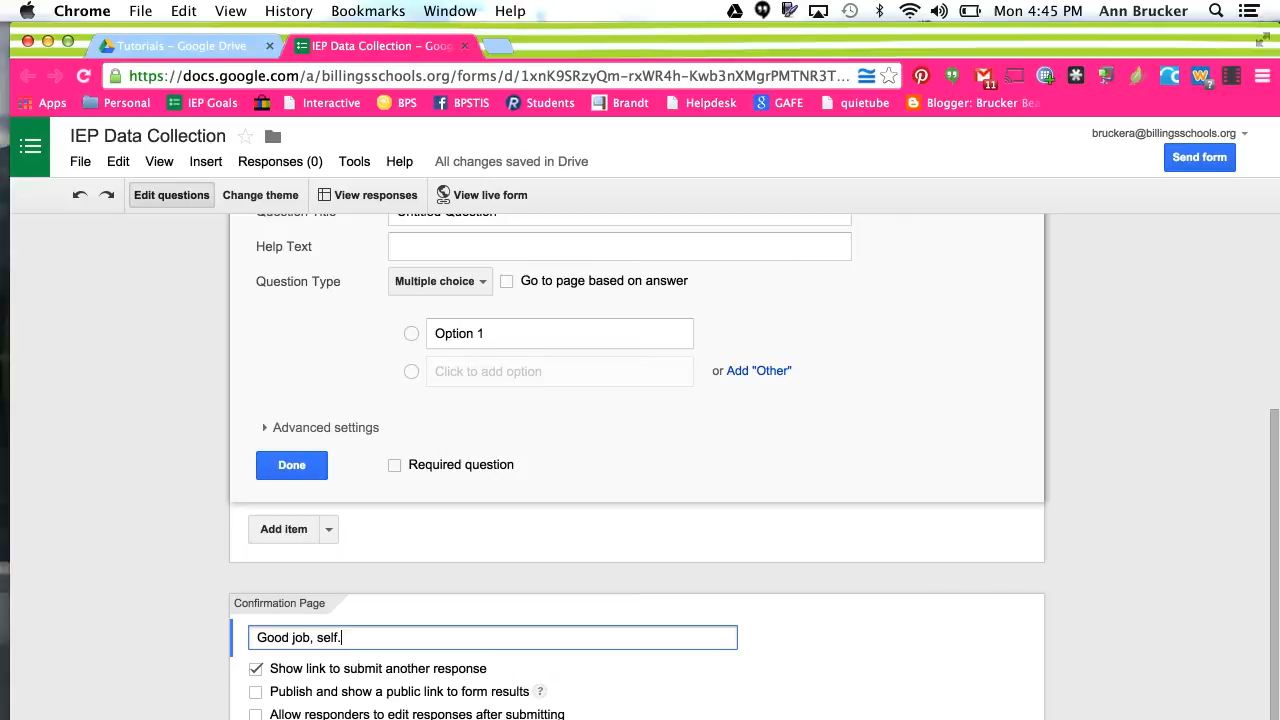 Chrome File Edit View History Bookmarks Window Help Mon 4:45 PM Ann Brucker
Tutorials - Google Drive IEP Data Collection - Goog
https://docs.google.com/a/billingsschools.org/forms/d/1xnK9SRzyQm-rxWR4h-Kwb3nXMgrPMTNR3T... 11
Apps Personal IEP Goals Interactive BPS BPSTIS Students Brandt Helpdesk GAFE quietube Blogger: Brucker Bea
IEP Data Collection
bruckera@billingsschools.org
File Edit View Insert Responses (0) Tools Help All changes saved in Drive
Send form
Edit questions Change theme View responses View live form
Question Title Untitled Question
Help Text
Question Type Multiple choice Go to page based on answer
Option 1
Click to add option or Add "Other"
Advanced settings
Done Required question
Add item
Confirmation Page
Good job, self.
Show link to submit another response
Publish and show a public link to form results ?
Allow responders to edit responses after submitting